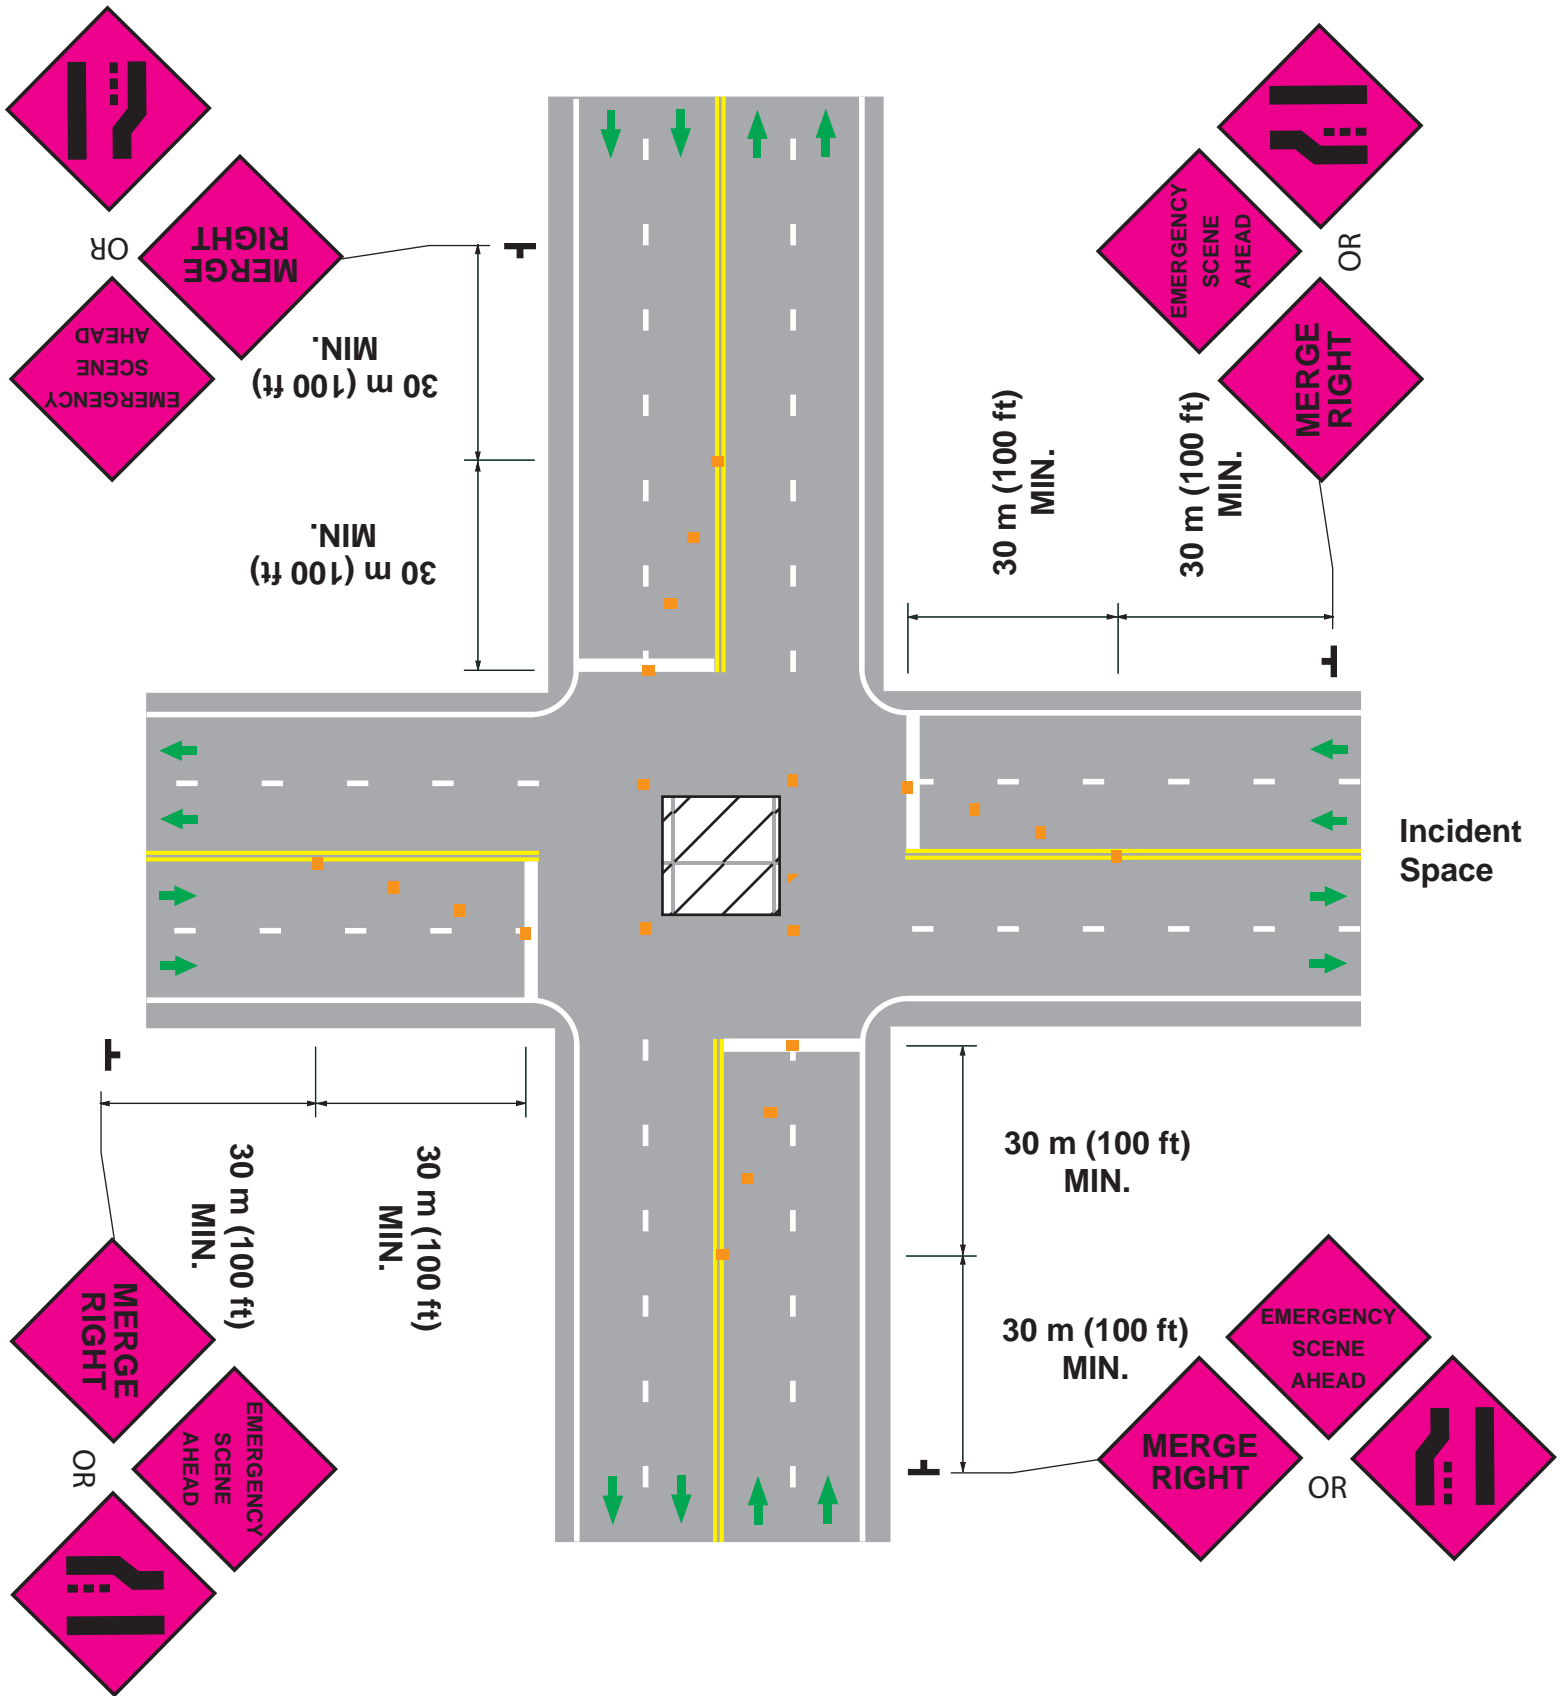 MERGE
RIGHT
OR
EMERGENCY
SCENE
AHEAD
30 m (100 ft)
MIN.
30 m (100 ft)
MIN.
EMERGENCY
SCENE
AHEAD
OR
MERGE
RIGHT
30 m (100 ft)
MIN.
30 m (100 ft)
MIN.
Incident
Space
30 m (100 ft)
MIN.
30 m (100 ft)
MIN.
MERGE
RIGHT
EMERGENCY
SCENE
AHEAD
OR
30 m (100 ft)
MIN.
30 m (100 ft)
MIN.
EMERGENCY
SCENE
AHEAD
MERGE
RIGHT
OR